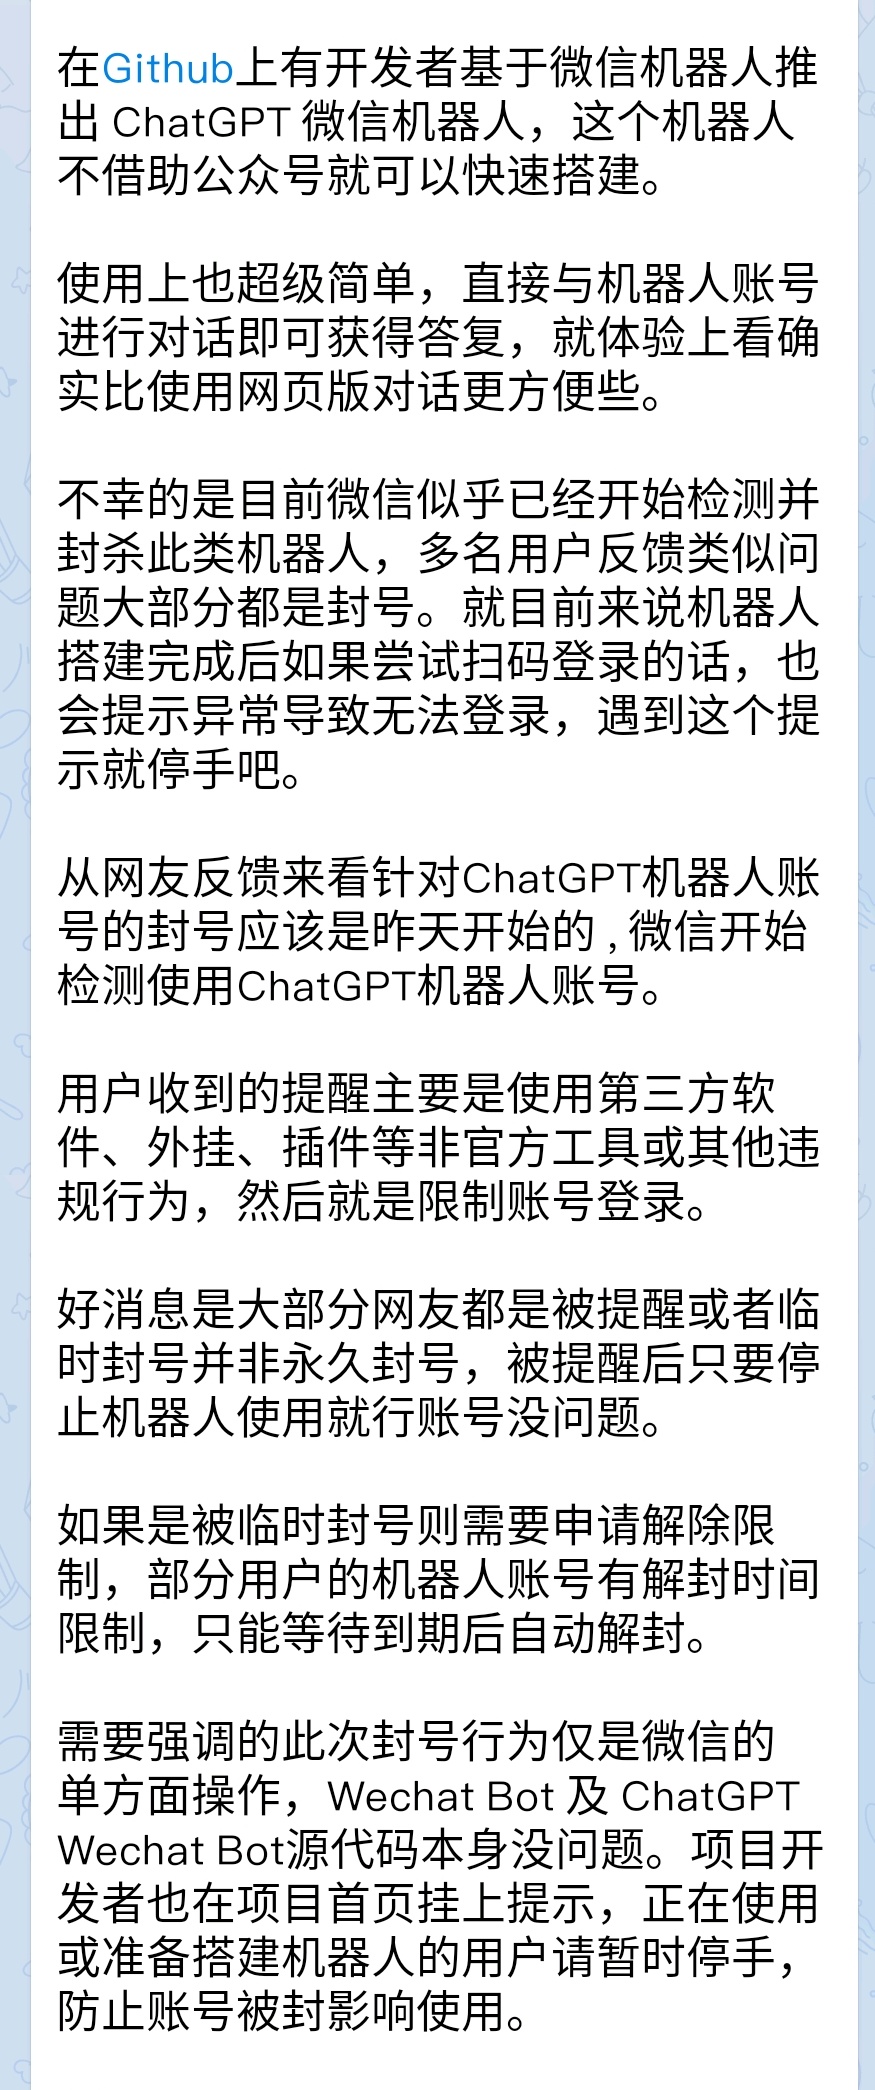 在Github上有开发者基于微信机器人推
出 ChatGPT 微信机器人，这个机器人
不借助公众号就可以快速搭建。
使用上也超级简单，直接与机器人账号
进行对话即可获得答复，就体验上看确
实比使用网页版对话更方便些。
不幸的是目前微信似乎已经开始检测并
封杀此类机器人，多名用户反馈类似问
题大部分都是封号。就目前来说机器人
搭建完成后如果尝试扫码登录的话，也
会提示异常导致无法登录，遇到这个提
示就停手吧。
从网友反馈来看针对ChatGPT机器人账
号的封号应该是昨天开始的 , 微信开始
检测使用ChatGPT机器人账号。
用户收到的提醒主要是使用第三方软
件、外挂、插件等非官方工具或其他违
规行为，然后就是限制账号登录。
好消息是大部分网友都是被提醒或者临
时封号并非永久封号，被提醒后只要停
止机器人使用就行账号没问题。
如果是被临时封号则需要申请解除限
制，部分用户的机器人账号有解封时间
限制，只能等待到期后自动解封。
需要强调的此次封号行为仅是微信的
单方面操作，Wechat Bot 及 ChatGPT
Wechat Bot源代码本身没问题。项目开
发者也在项目首页挂上提示，正在使用
或准备搭建机器人的用户请暂时停手，
防止账号被封影响使用。